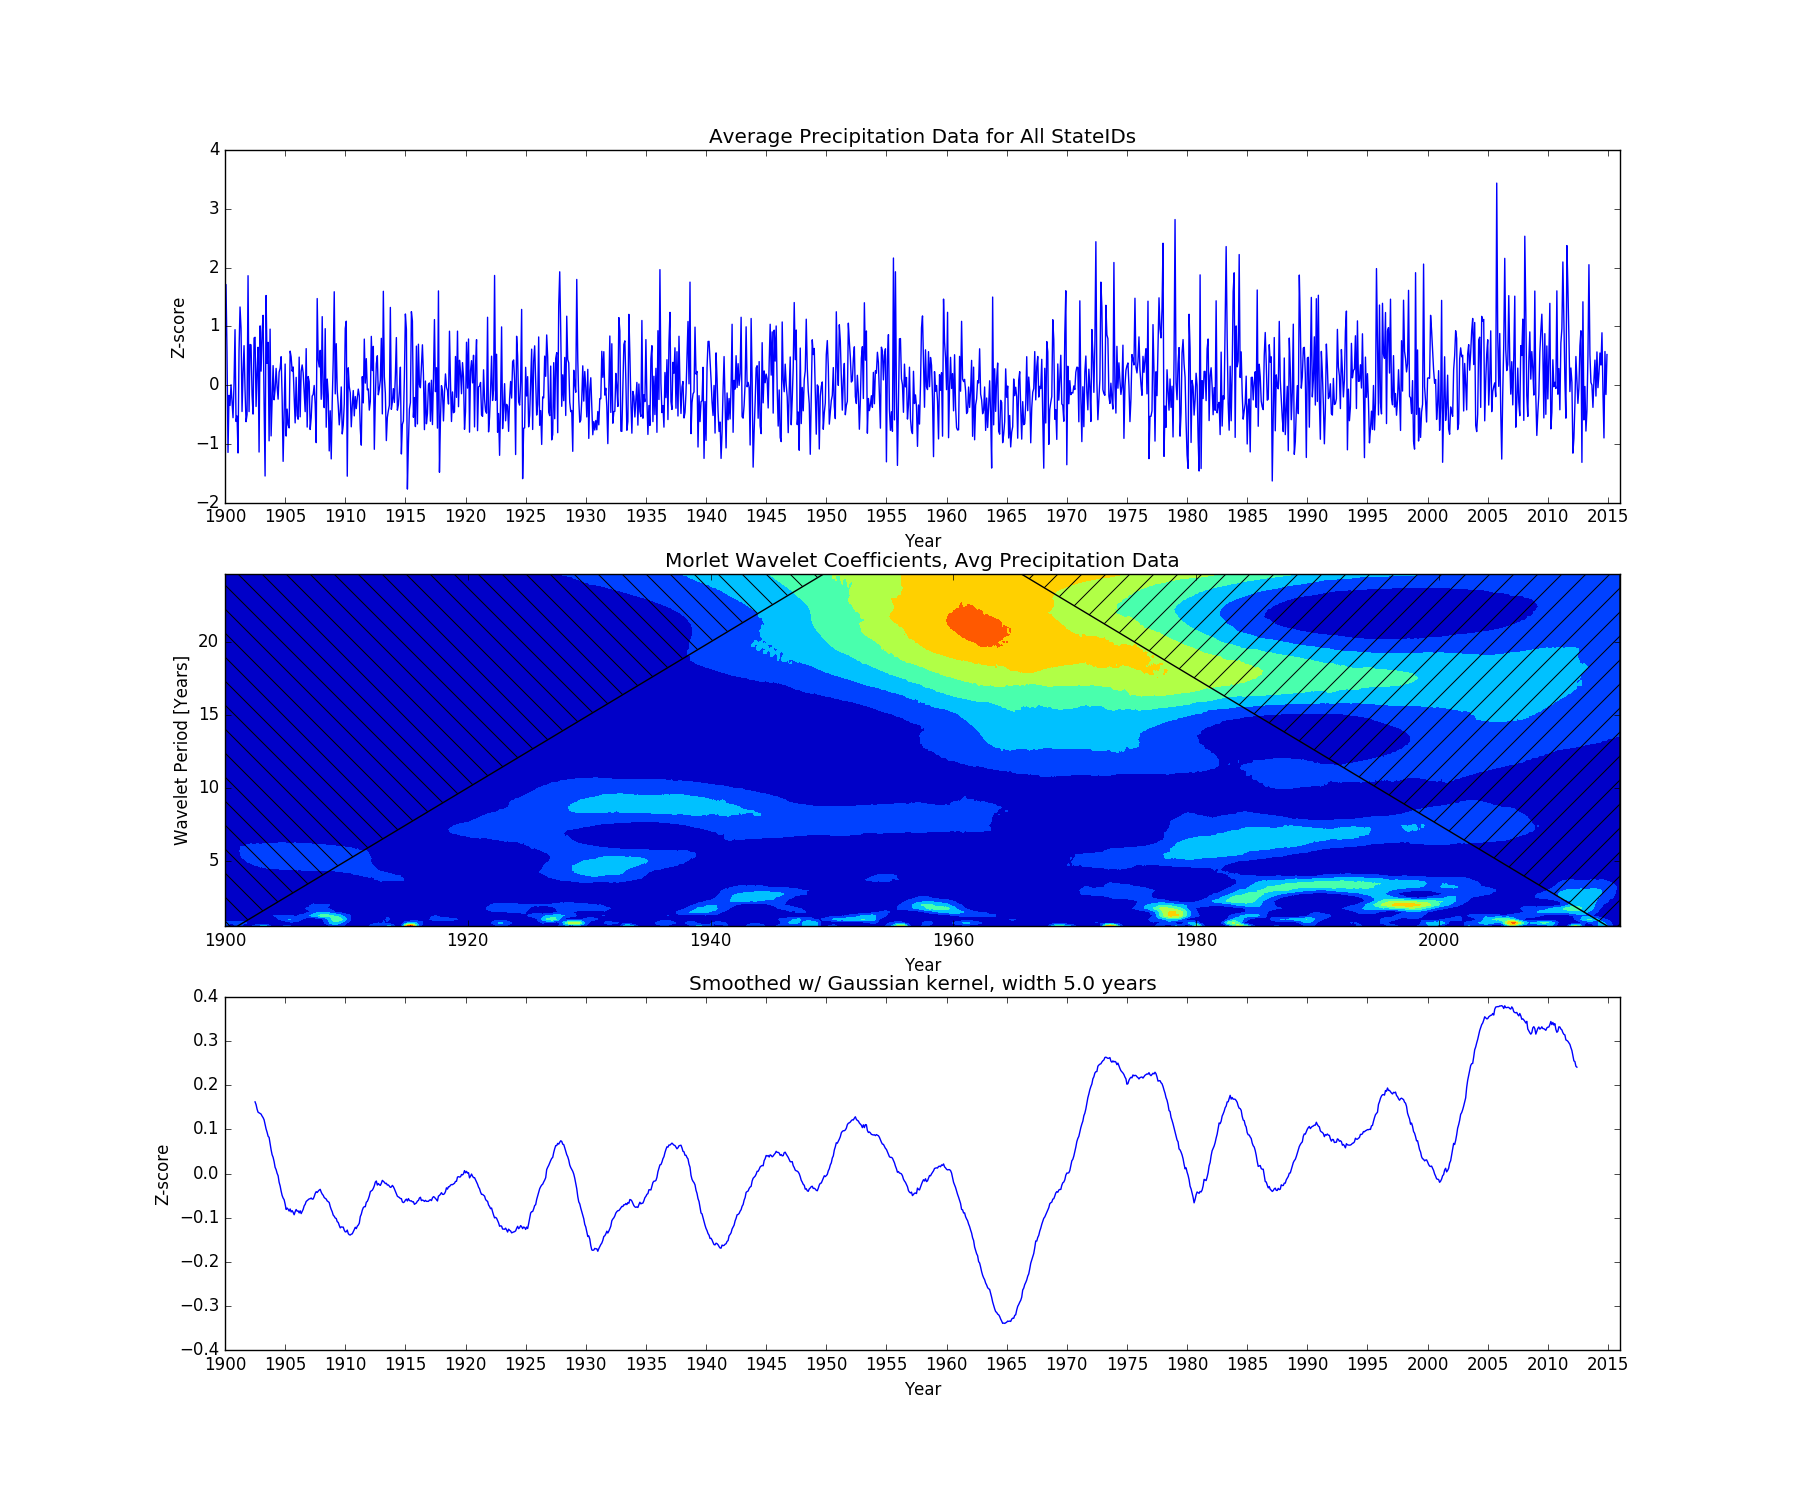 Average Precipitation Data for All StateIDs
4
3
2
1
0
−1
−2
Z-score
1900 1905 1910 1915 1920 1925 1930 1935 1940 1945 1950 1955 1960 1965 1970 1975 1980 1985 1990 1995 2000 2005 2010 2015
Year
Morlet Wavelet Coefficients, Avg Precipitation Data
20
15
10
5
Wavelet Period [Years]
1900 1920 1940 1960 1980 2000
Year
Smoothed w/ Gaussian kernel, width 5.0 years
0.4
0.3
0.2
0.1
0.0
−0.1
−0.2
−0.3
−0.4
Z-score
1900 1905 1910 1915 1920 1925 1930 1935 1940 1945 1950 1955 1960 1965 1970 1975 1980 1985 1990 1995 2000 2005 2010 2015
Year